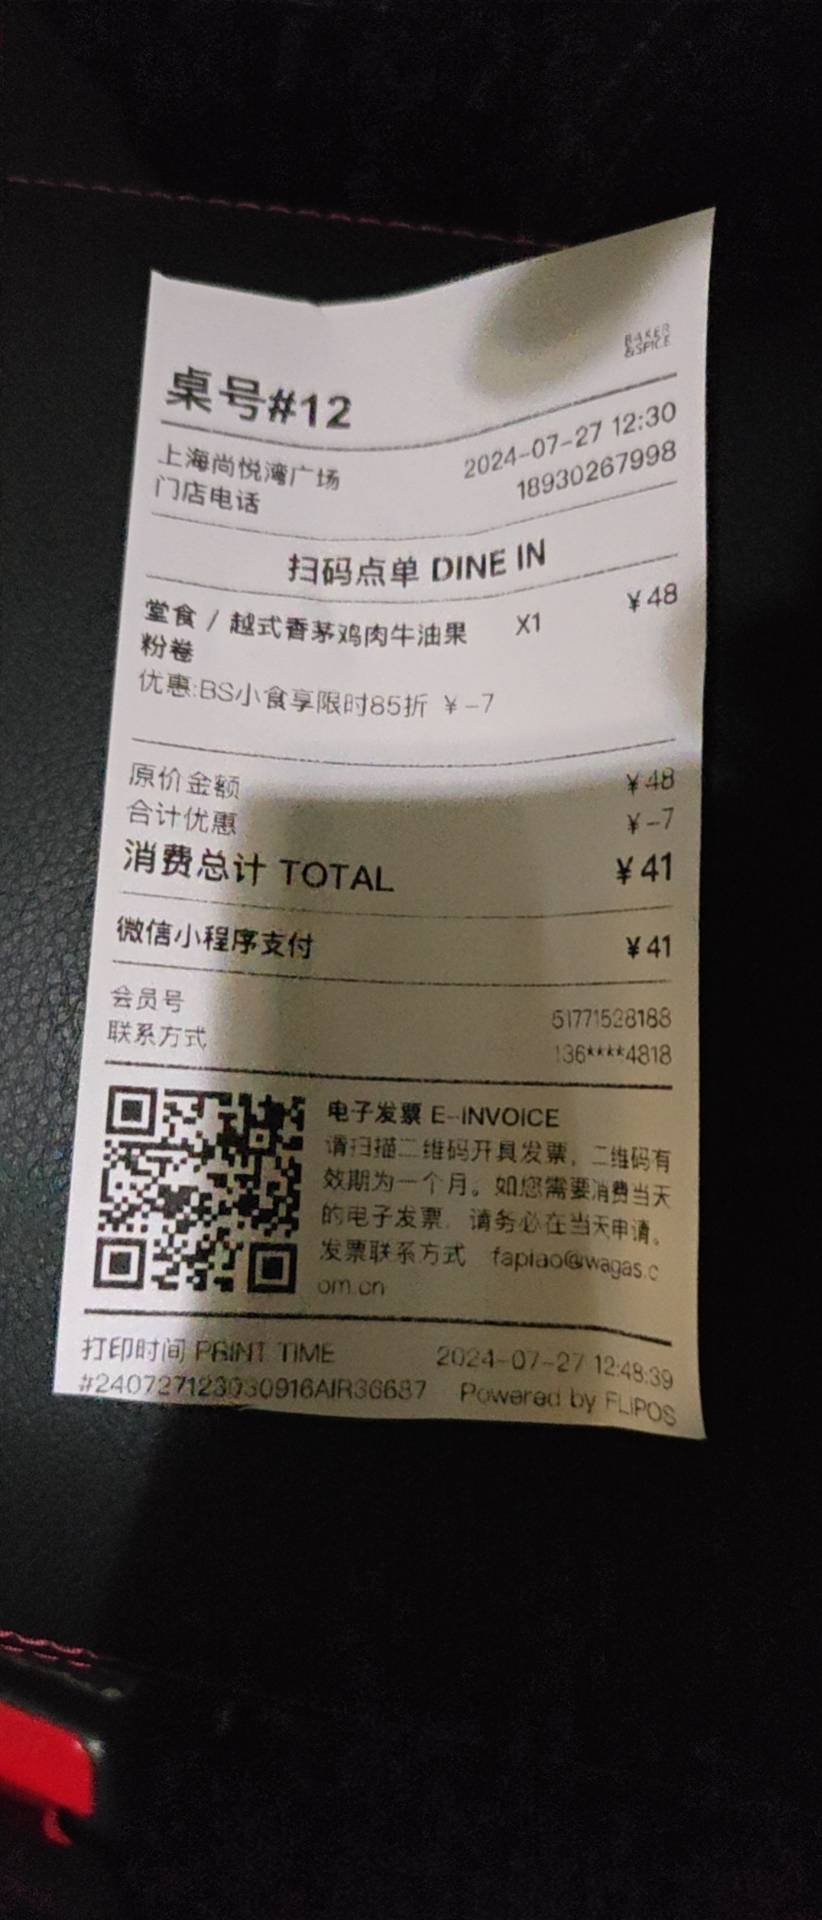 BAKER
&SPICE
桌号#12
上海尚悦湾广场 2024-07-27 12:30
门店电话 18930267998
扫码点单 DINE IN
堂食 / 越式香茅鸡肉牛油果 X1 ¥48
粉卷
优惠:BS小食享限时85折 ¥-7
原价金额 ¥48
合计优惠 ¥-7
消费总计 TOTAL ¥41
微信小程序支付 ¥41
会员号 51771528188
联系方式 136****4818
电子发票 E-INVOICE
请扫描二维码开具发票，二维码有
效期为一个月。如您需要消费当天
的电子发票，请务必在当天申请。
发票联系方式 fapiao@wagas.c
om.cn
打印时间 PRINT TIME 2024-07-27 12:48:39
#240727123030916AIR36687 Powered by FLIPOS